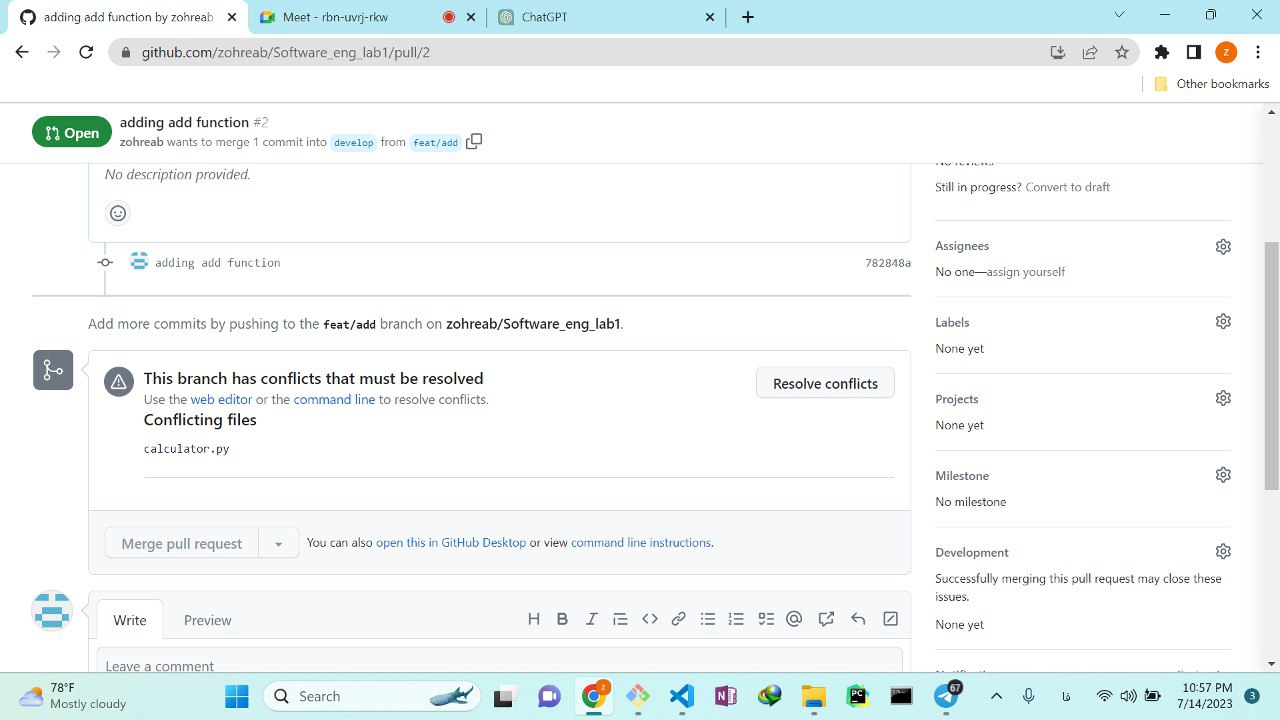 adding add function by zohreab
Meet - rbn-uvrj-rkw
ChatGPT
github.com/zohreab/Software_eng_lab1/pull/2
z
Other bookmarks
Open
adding add function #2
zohreab wants to merge 1 commit into develop from feat/add
No description provided.
adding add function
782848a
Add more commits by pushing to the feat/add branch on zohreab/Software_eng_lab1.
This branch has conflicts that must be resolved
Use the web editor or the command line to resolve conflicts.
Resolve conflicts
Conflicting files
calculator.py
Merge pull request
You can also open this in GitHub Desktop or view command line instructions.
Write
Preview
H B I
Leave a comment
No reviews
Still in progress? Convert to draft
Assignees
No one—assign yourself
Labels
None yet
Projects
None yet
Milestone
No milestone
Development
Successfully merging this pull request may close these
issues.
None yet
78°F
Mostly cloudy
Search
2
N
PC
67
فا
10:57 PM
7/14/2023
3